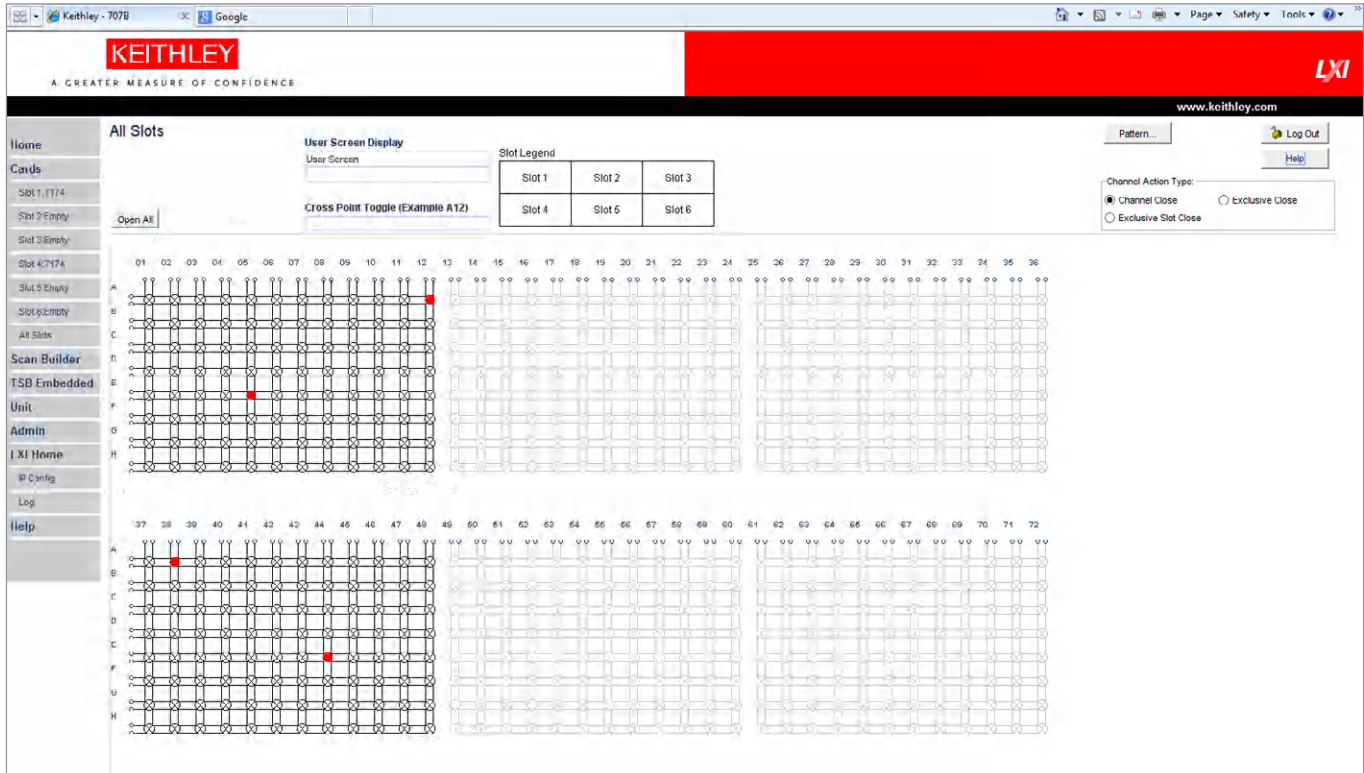 Keithley - 707B
Google
Page Safety Tools
KEITHLEY
A GREATER MEASURE OF CONFIDENCE
LXI
www.keithley.com
Home
Cards
Slot 1:7174
Slot 2:Empty
Slot 3:Empty
Slot 4:7174
Slot 5:Empty
Slot 6:Empty
All Slots
Scan Builder
TSB Embedded
Unit
Admin
LXI Home
IP Config
Log
Help
All Slots
Open All
User Screen Display
User Screen
Cross Point Toggle (Example A12)
Slot Legend
Slot 1 Slot 2 Slot 3
Slot 4 Slot 5 Slot 6
Pattern...
Log Out
Help
Channel Action Type:
Channel Close Exclusive Close
Exclusive Slot Close
01 02 03 04 05 06 07 08 09 10 11 12 13 14 15 16 17 18 19 20 21 22 23 24 25 26 27 28 29 30 31 32 33 34 35 36
A
B
C
D
E
F
G
H
37 38 39 40 41 42 43 44 45 46 47 48 49 50 51 52 53 54 55 56 57 58 59 60 61 62 63 64 65 66 67 68 69 70 71 72
A
B
C
D
E
F
G
H